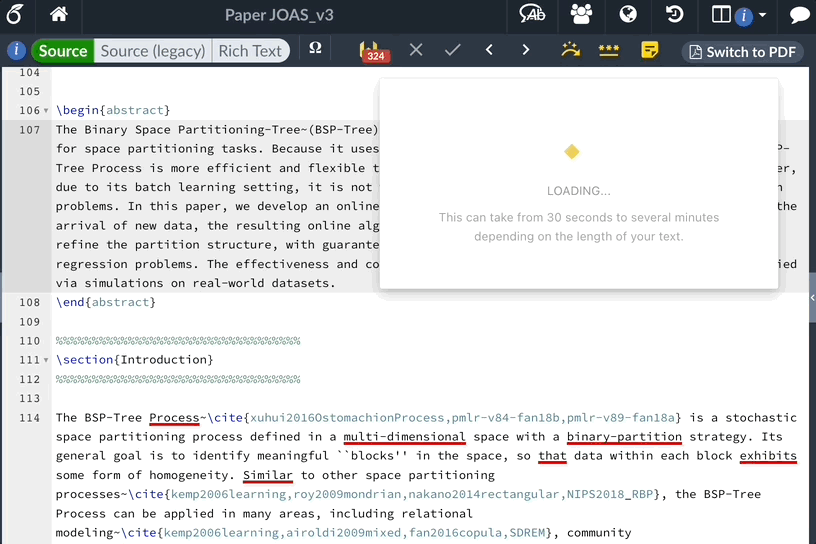 Paper JOAS_v3
Ab
i
i
Source
Source (legacy)
Rich Text
Ω
324
Switch to PDF
104
105
106 \begin{abstract}
107 The Binary Space Partitioning-Tree~(BSP-Tree)
for space partitioning tasks. Because it uses P-
Tree Process is more efficient and flexible t er,
due to its batch learning setting, it is not n
problems. In this paper, we develop an online the
arrival of new data, the resulting online alg
refine the partition structure, with guarante
regression problems. The effectiveness and co ied
via simulations on real-world datasets.
108 \end{abstract}
109
110 %%%%%%%%%%%%%%%%%%%%%%%%%%%%%%%%%%
111 \section{Introduction}
112 %%%%%%%%%%%%%%%%%%%%%%%%%%%%%%%%%%
113
114 The BSP-Tree Process~\cite{xuhui2016OstomachionProcess,pmlr-v84-fan18b,pmlr-v89-fan18a} is a stochastic
space partitioning process defined in a multi-dimensional space with a binary-partition strategy. Its
general goal is to identify meaningful ``blocks'' in the space, so that data within each block exhibits
some form of homogeneity. Similar to other space partitioning
processes~\cite{kemp2006learning,roy2009mondrian,nakano2014rectangular,NIPS2018_RBP}, the BSP-Tree
Process can be applied in many areas, including relational
modeling~\cite{kemp2006learning,airoldi2009mixed,fan2016copula,SDREM}, community
LOADING...
This can take from 30 seconds to several minutes
depending on the length of your text.